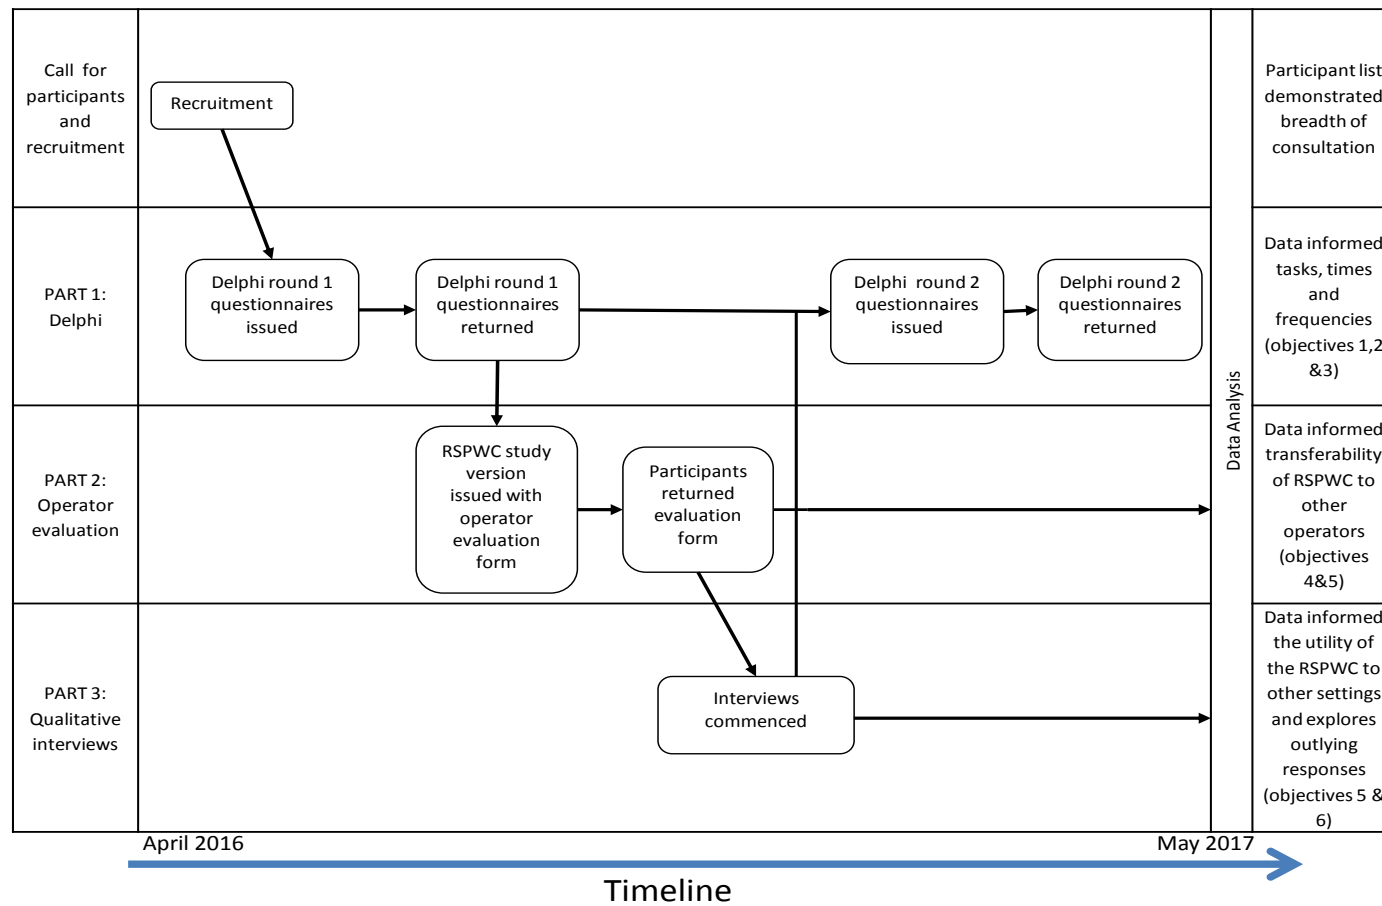 Call for
participants
and
recruitment
Recruitment
Participant list
demonstrated
breadth of
consultation
PART 1:
Delphi
Delphi round 1
questionnaires
issued
Delphi round 1
questionnaires
returned
Delphi round 2
questionnaires
issued
Delphi round 2
questionnaires
returned
Data informed
tasks, times
and
frequencies
(objectives 1,2
&3)
Data Analysis
PART 2:
Operator
evaluation
RSPWC study
version
issued with
operator
evaluation
form
Participants
returned
evaluation
form
Data informed
transferability
of RSPWC to
other
operators
(objectives
4&5)
PART 3:
Qualitative
interviews
Interviews
commenced
Data informed
the utility of
the RSPWC to
other settings
and explores
outlying
responses
(objectives 5 &
6)
April 2016
May 2017
Timeline